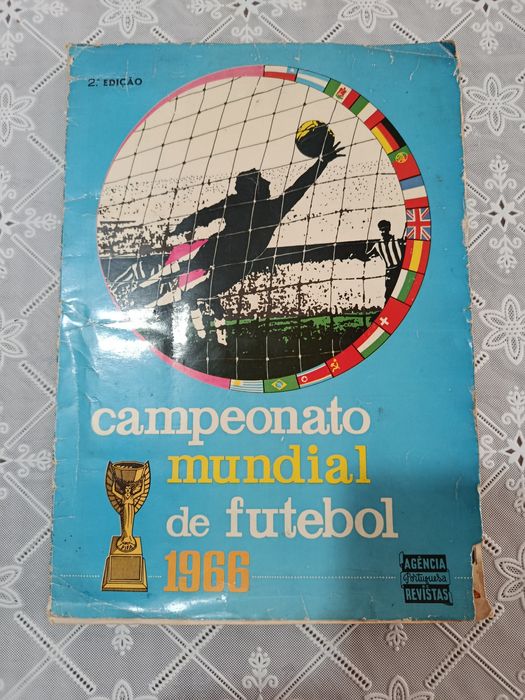 2.ª EDIÇÃO
campeonato
mundial
de futebol
1966
AGÊNCIA
Portuguesa
REVISTAS